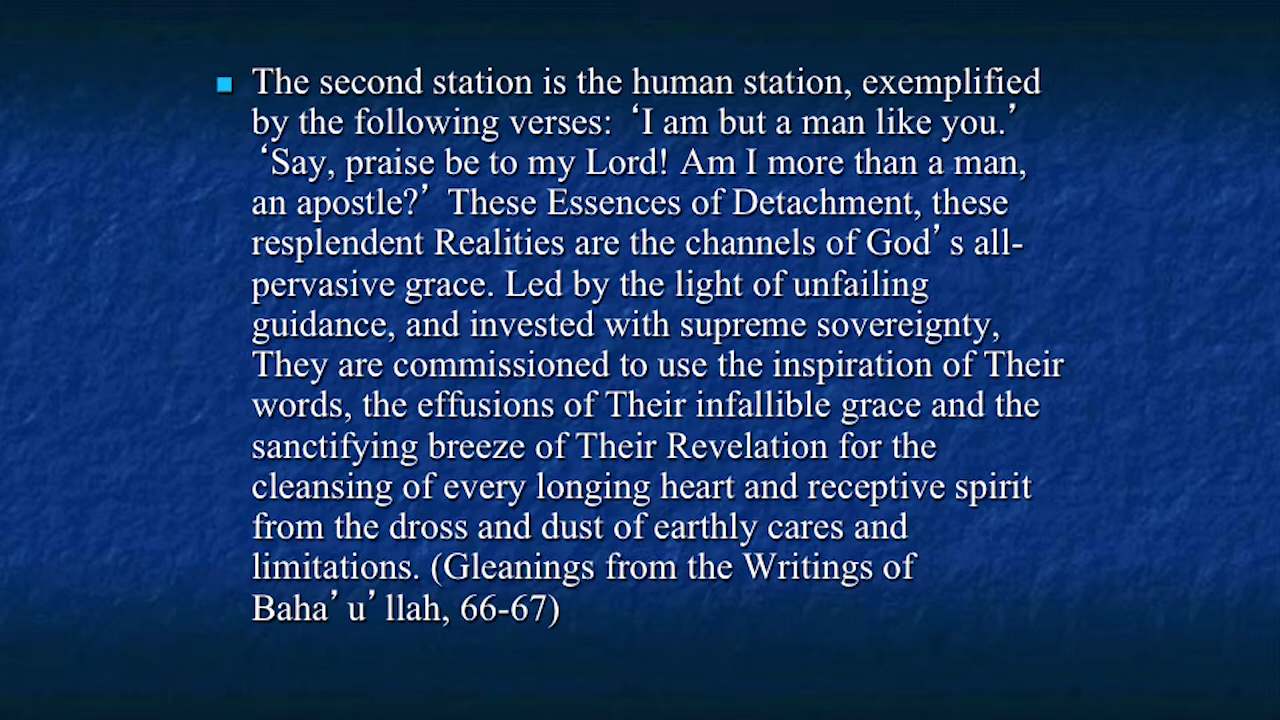 The second station is the human station, exemplified
by the following verses: ‘I am but a man like you.’
‘Say, praise be to my Lord! Am I more than a man,
an apostle?’ These Essences of Detachment, these
resplendent Realities are the channels of God’s all-
pervasive grace. Led by the light of unfailing
guidance, and invested with supreme sovereignty,
They are commissioned to use the inspiration of Their
words, the effusions of Their infallible grace and the
sanctifying breeze of Their Revelation for the
cleansing of every longing heart and receptive spirit
from the dross and dust of earthly cares and
limitations. (Gleanings from the Writings of
Baha’u’llah, 66-67)